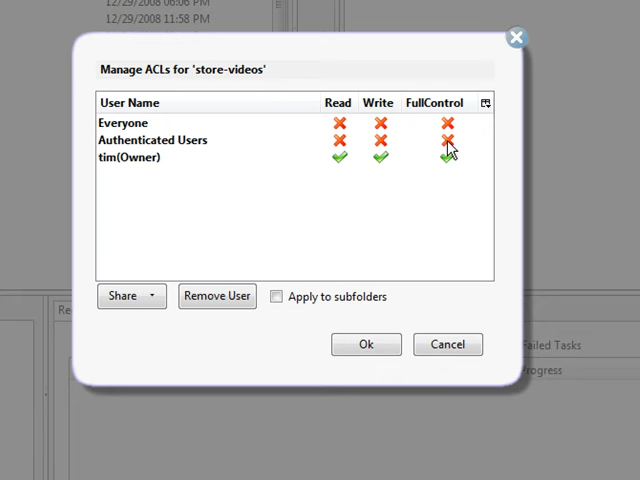 12/29/2008 06:06 PM
12/29/2008 11:58 PM
Manage ACLs for 'store-videos'
User Name Read Write FullControl
Everyone
Authenticated Users
tim(Owner)
Share Remove User Apply to subfolders
Ok Cancel
Failed Tasks
Progress